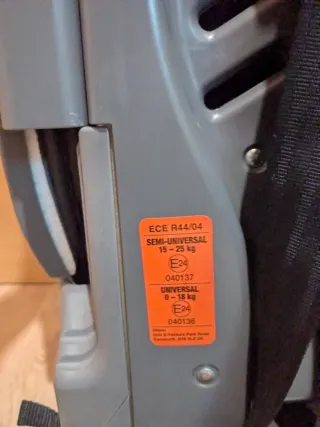 ECE R44/04
SEMI-UNIVERSAL
15 - 25 kg
E24
040137
UNIVERSAL
0 - 18 kg
E24
040136